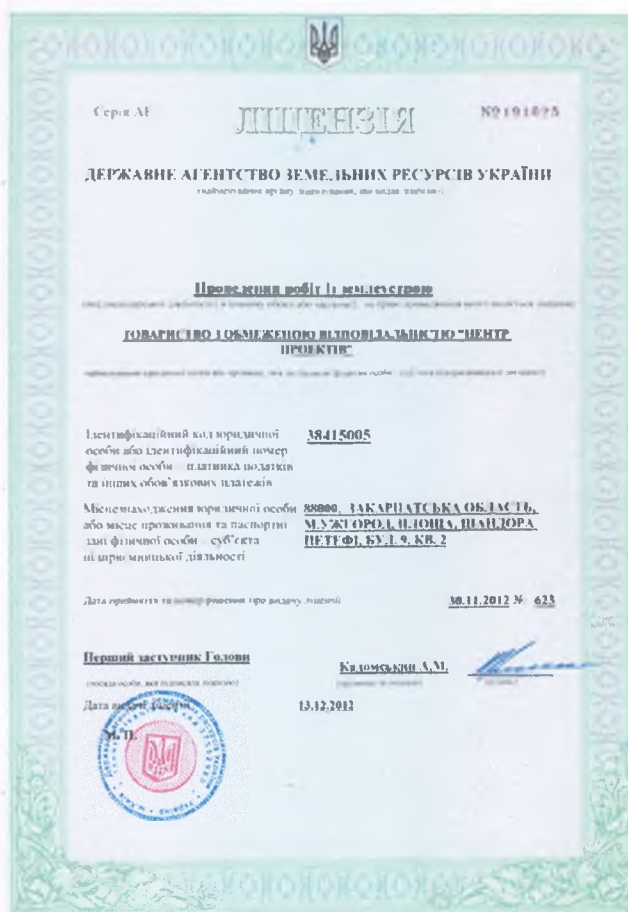 Серія АЕ
ЛІЦЕНЗІЯ
№191025
ДЕРЖАВНЕ АГЕНТСТВО ЗЕМЕЛЬНИХ РЕСУРСІВ УКРАЇНИ
Проведення робіт із землеустрою
ТОВАРИСТВО З ОБМЕЖЕНОЮ ВІДПОВІДАЛЬНІСТЮ "ЦЕНТР
ПРОЕКТІВ"
Ідентифікаційний код юридичної
особи або ідентифікаційний номер
фізичної особи – платника податків
та інших обов'язкових платежів
38415005
Місцезнаходження юридичної особи
або місце проживання та паспортні
дані фізичної особи – суб'єкта
підприємницької діяльності
88000, ЗАКАРПАТСЬКА ОБЛАСТЬ,
М.УЖГОРОД, ПЛОЩА, ШАНДОРА
ПЕТЕФІ, БУД. 9, КВ. 2
Дата прийняття та номер рішення про видачу ліцензії
30.11.2012 № 623
Перший заступник Голови
А.М.
Дата видачі ліцензії
13.12.2012
М. П.